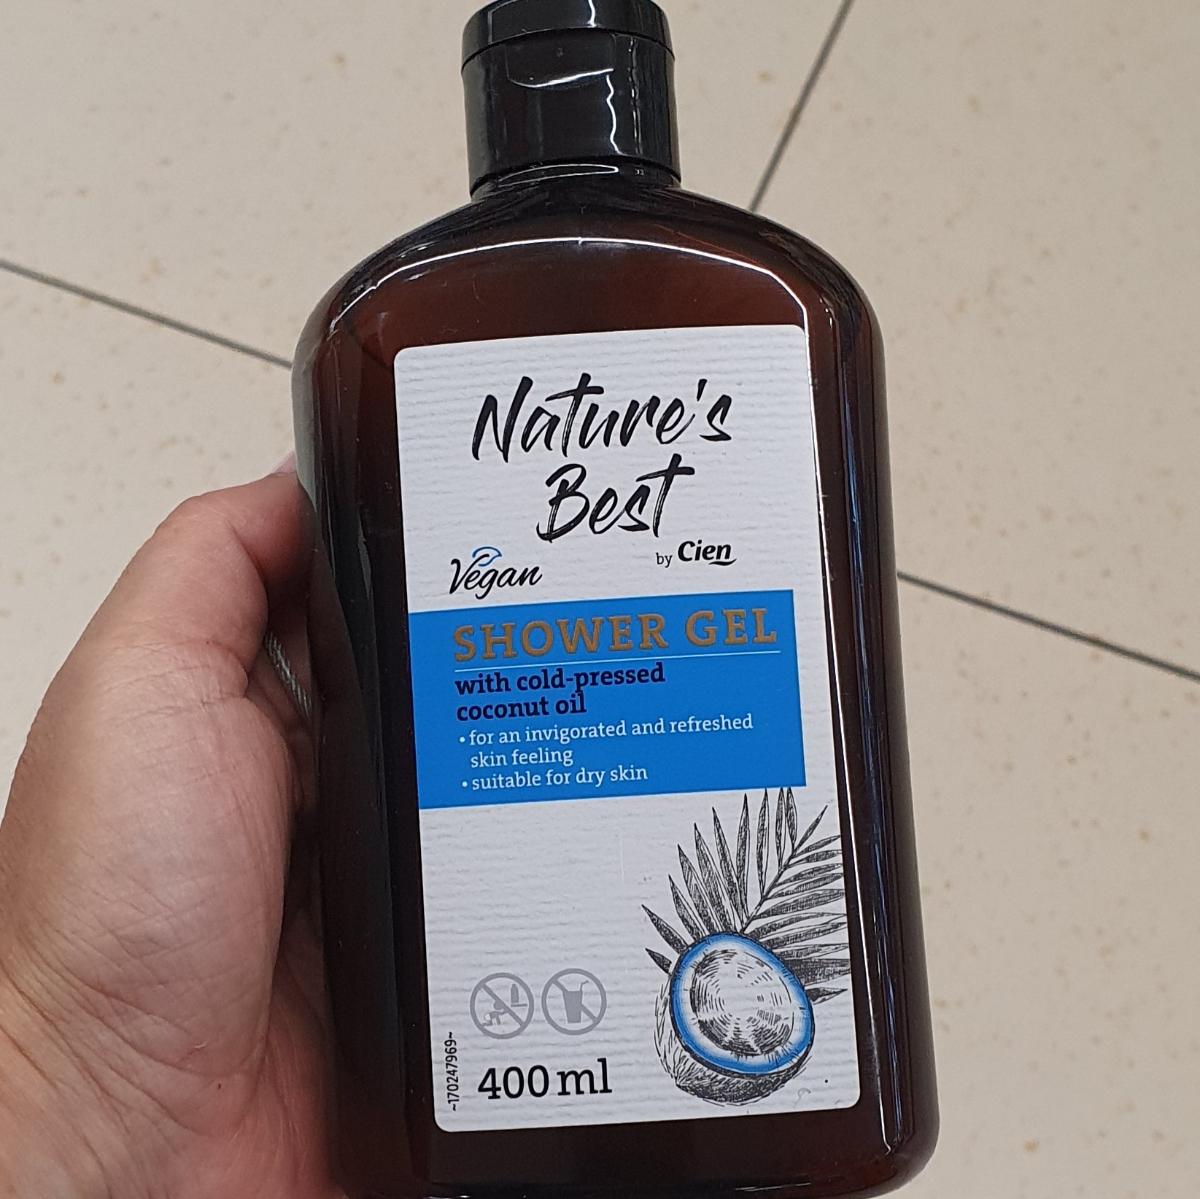 Nature's
Best
by Cien
Vegan
SHOWER GEL
with cold-pressed
coconut oil
• for an invigorated and refreshed
skin feeling
• suitable for dry skin
~170247969~
400 ml